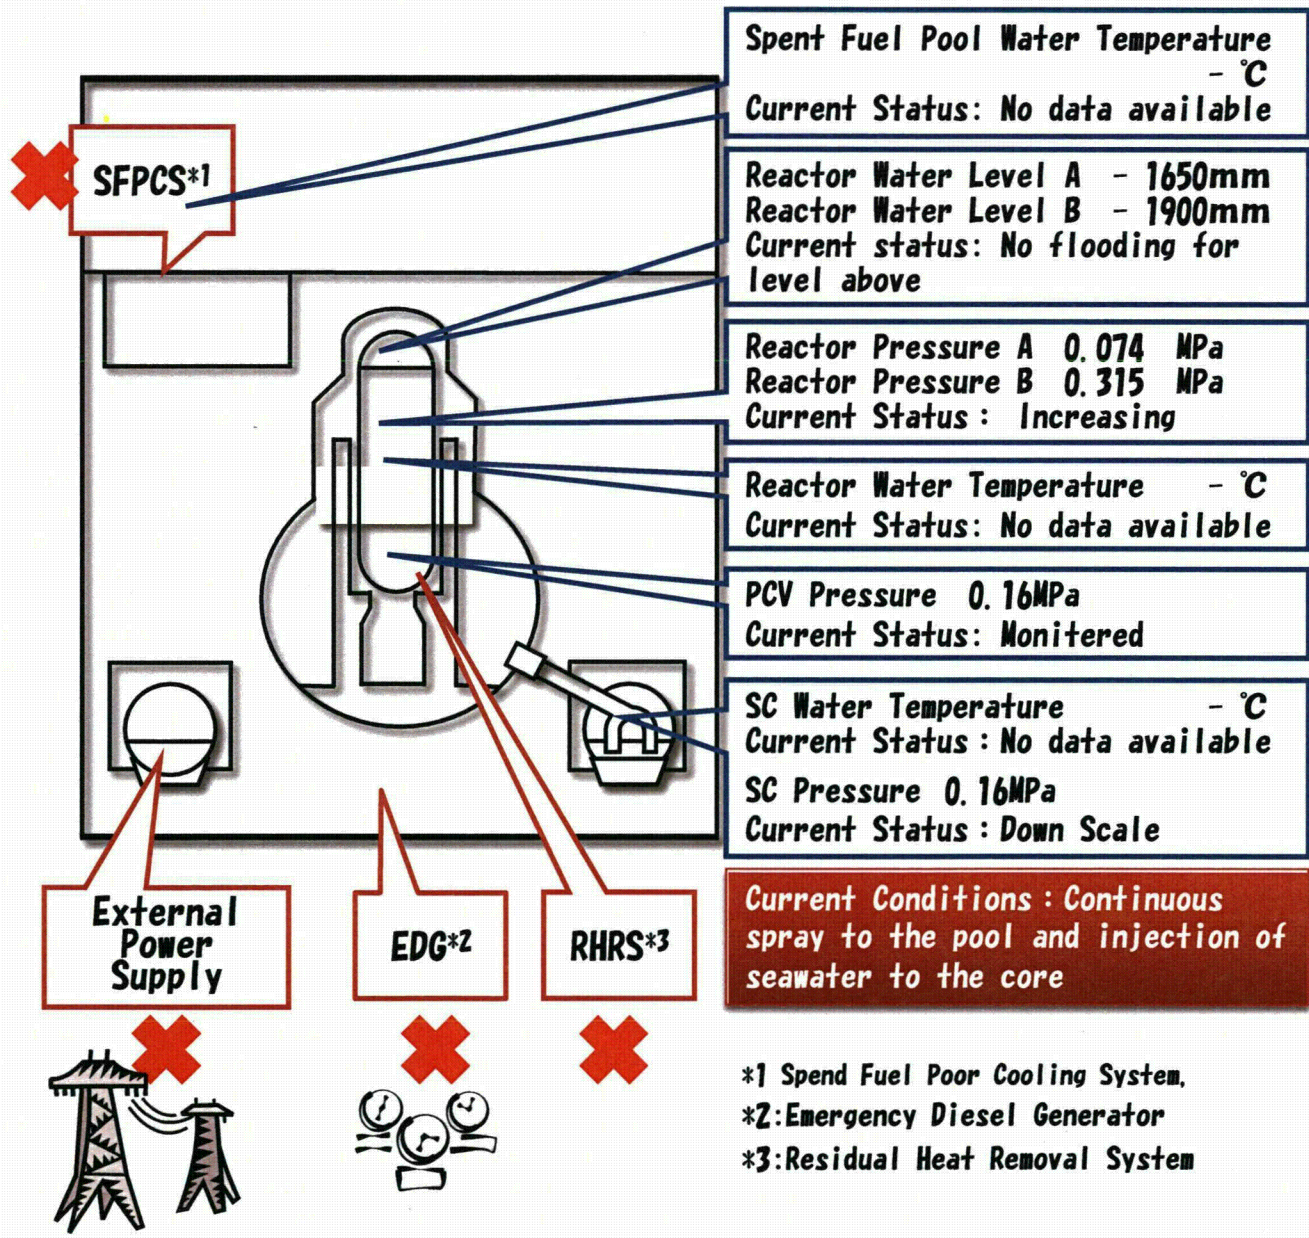 Spent Fuel Pool Water Temperature
- ℃
Current Status: No data available
SFPCS*1
Reactor Water Level A - 1650mm
Reactor Water Level B - 1900mm
Current status: No flooding for
level above
Reactor Pressure A 0.074 MPa
Reactor Pressure B 0.315 MPa
Current Status: Increasing
Reactor Water Temperature - ℃
Current Status: No data available
PCV Pressure 0.16MPa
Current Status: Monitered
SC Water Temperature - ℃
Current Status:No data available
SC Pressure 0.16MPa
Current Status:Down Scale
External
Power
Supply
EDG*2
RHRS*3
Current Conditions:Continuous
spray to the pool and injection of
seawater to the core
*1 Spend Fuel Poor Cooling System,
*2:Emergency Diesel Generator
*3:Residual Heat Removal System